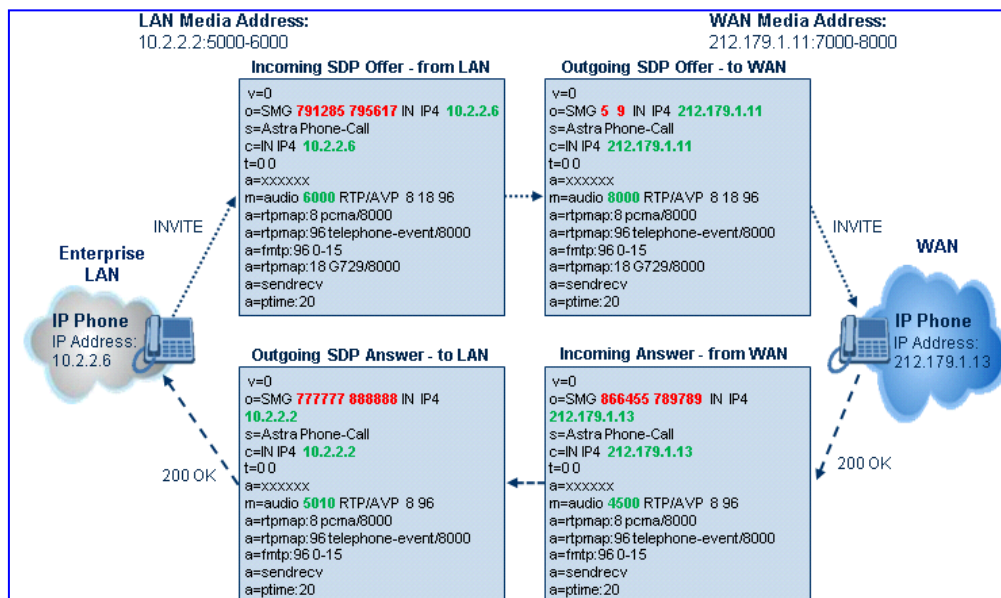 LAN Media Address:
10.2.2.2:5000-6000
WAN Media Address:
212.179.1.11:7000-8000
Incoming SDP Offer - from LAN
v=0
o=SMG 791285 795617 IN IP4 10.2.2.6
s=Astra Phone-Call
c=IN IP4 10.2.2.6
t=0 0
a=xxxxxx
m=audio 6000 RTP/AVP 8 18 96
a=rtpmap:8 pcma/8000
a=rtpmap:96 telephone-event/8000
a=fmtp:96 0-15
a=rtpmap:18 G729/8000
a=sendrecv
a=ptime:20
Outgoing SDP Offer - to WAN
v=0
o=SMG 5 9 IN IP4 212.179.1.11
s=Astra Phone-Call
c=IN IP4 212.179.1.11
t=0 0
a=xxxxxx
m=audio 8000 RTP/AVP 8 18 96
a=rtpmap:8 pcma/8000
a=rtpmap:96 telephone-event/8000
a=fmtp:96 0-15
a=rtpmap:18 G729/8000
a=sendrecv
a=ptime:20
INVITE
INVITE
Enterprise
LAN
IP Phone
IP Address:
10.2.2.6
WAN
IP Phone
IP Address:
212.179.1.13
Outgoing SDP Answer - to LAN
v=0
o=SMG 777777 888888 IN IP4
10.2.2.2
s=Astra Phone-Call
c=IN IP4 10.2.2.2
t=0 0
a=xxxxxx
m=audio 5010 RTP/AVP 8 96
a=rtpmap:8 pcma/8000
a=rtpmap:96 telephone-event/8000
a=fmtp:96 0-15
a=sendrecv
a=ptime:20
Incoming Answer - from WAN
v=0
o=SMG 866455 789789 IN IP4
212.179.1.13
s=Astra Phone-Call
c=IN IP4 212.179.1.13
t=0 0
a=xxxxxx
m=audio 4500 RTP/AVP 8 96
a=rtpmap:8 pcma/8000
a=rtpmap:96 telephone-event/8000
a=fmtp:96 0-15
a=sendrecv
a=ptime:20
200 OK
200 OK